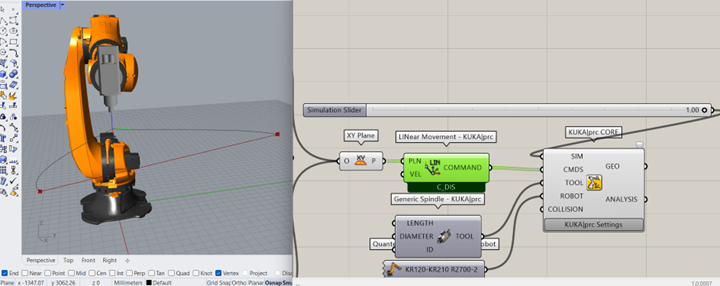 Perspective
Simulation Slider
1.00
XY Plane
LINear Movement - KUKA|prc
KUKA|prc CORE
O
XY
P
PLN
VEL
LIN
COMMAND
C_DIS
SIM
CMDS
TOOL
ROBOT
COLLISION
GEO
ANALYSIS
KUKA|prc Settings
Generic Spindle - KUKA|prc
LENGTH
DIAMETER
ID
TOOL
Quant
obot
KR120-KR210 R2700-2
z
x
Perspective Top Front Right
End Near Point Mid Cen Int Perp Tan Quad Knot Vertex Project Disa
Plane x -1347.07 y 3062.26 z 0 Millimeters Black Grid Snap Ortho Planar Osnap Sm
1.0.0007